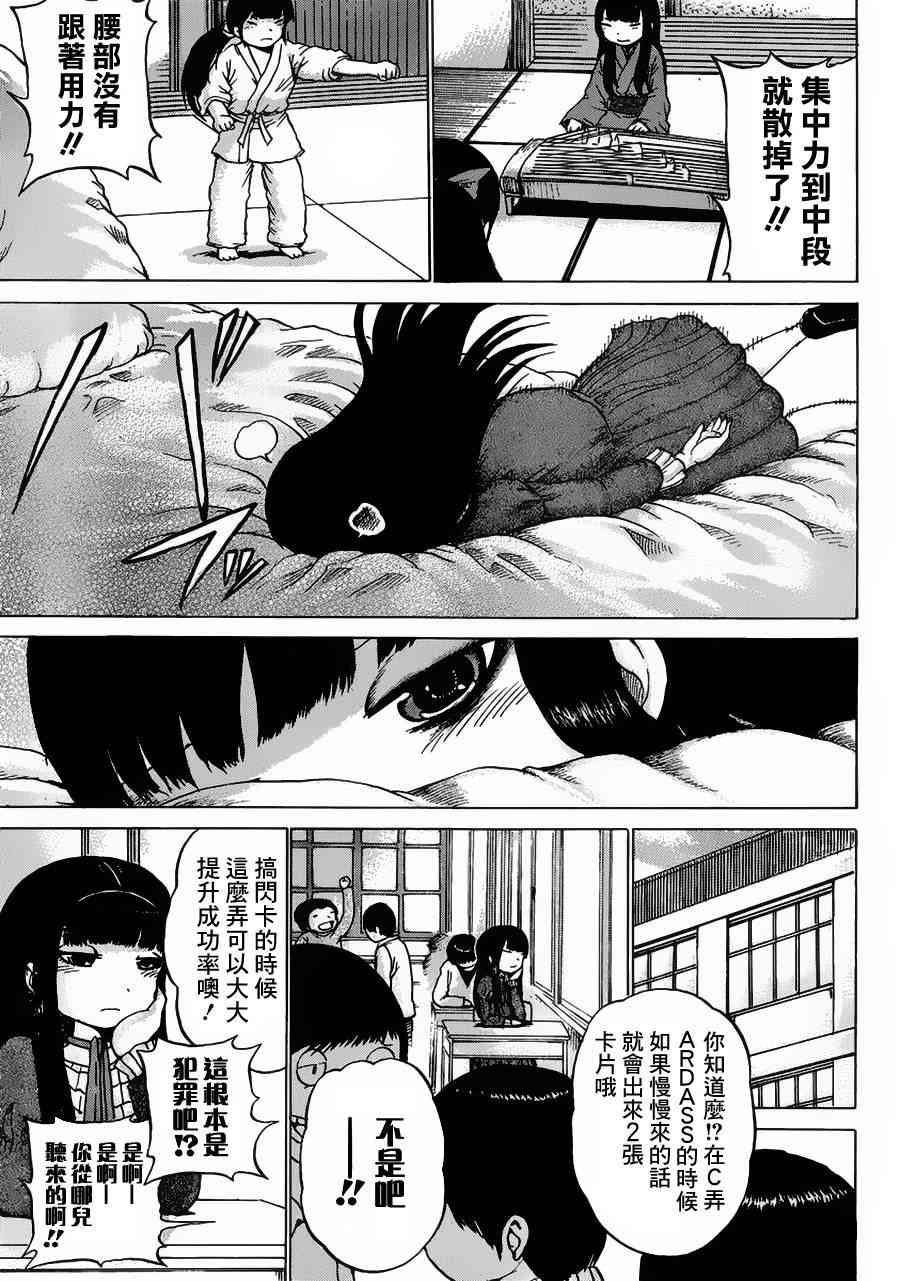 集中力到中段
就散掉了!!
腰部沒有
跟著用力!!
你知道麼!?在C弄
ARDASS的時候
如果慢慢來的話
就會出來2張
卡片哦
不是吧
——!!
搞閃卡的時候
這麼弄可以大大
提升成功率噢!
這根本是
犯罪吧!?
是啊—
是啊—
你從哪兒
聽來的啊!!